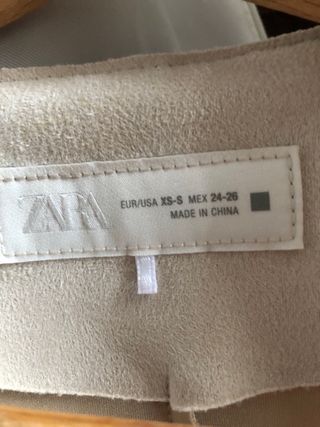 ZARA
EUR/USA XS-S MEX 24-26
MADE IN CHINA